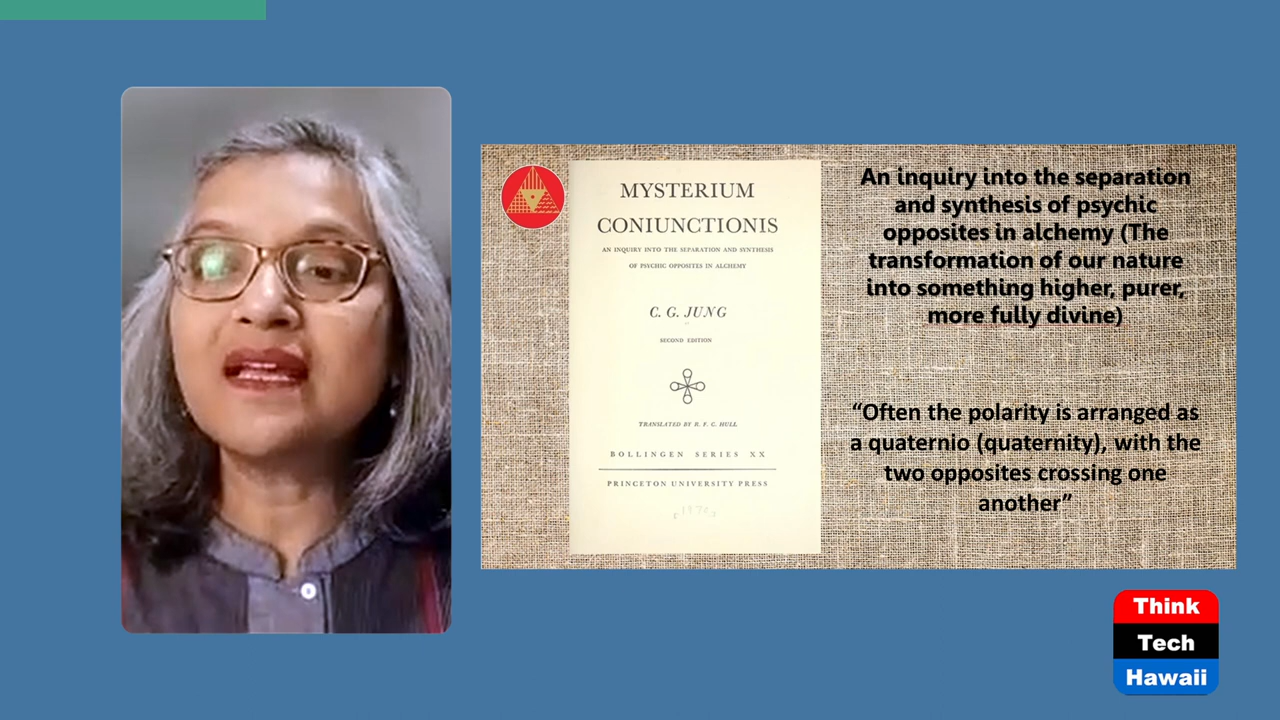 MYSTERIUM
CONIUNCTIONIS
AN INQUIRY INTO THE SEPARATION AND SYNTHESIS
OF PSYCHIC OPPOSITES IN ALCHEMY
C. G. JUNG
SECOND EDITION
TRANSLATED BY R. F. C. HULL
BOLLINGEN SERIES XX
PRINCETON UNIVERSITY PRESS
An inquiry into the separation
and synthesis of psychic
opposites in alchemy (The
transformation of our nature
into something higher, purer,
more fully divine)
“Often the polarity is arranged as
a quaternio (quaternity), with the
two opposites crossing one
another”
Think
Tech
Hawaii